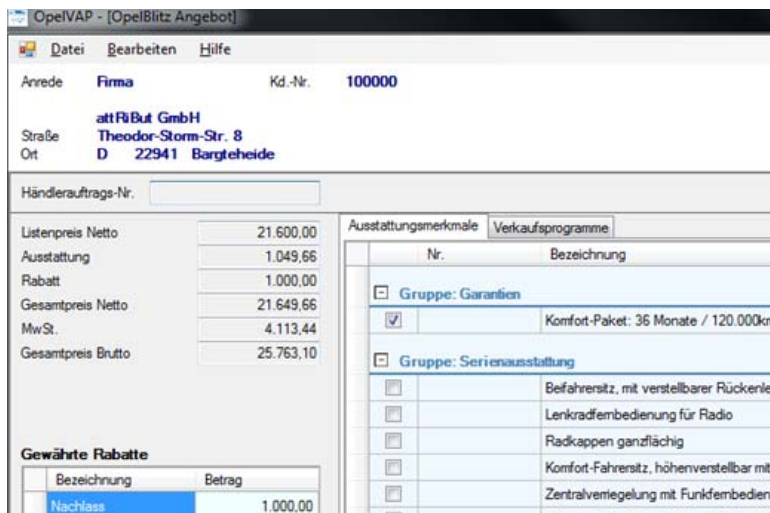 OpelVAP - [OpelBlitz Angebot]
Datei Bearbeiten Hilfe
Anrede Firma Kd.-Nr. 100000
attRiBut GmbH
Straße Theodor-Storm-Str. 8
Ort D 22941 Bargteheide
Händlerauftrags-Nr.
Listenpreis Netto 21.600,00
Ausstattung 1.049,66
Rabatt 1.000,00
Gesamtpreis Netto 21.649,66
MwSt. 4.113,44
Gesamtpreis Brutto 25.763,10
Gewährte Rabatte
Bezeichnung Betrag
Nachlass 1.000,00
Ausstattungsmerkmale Verkaufsprogramme
Nr. Bezeichnung
Gruppe: Garantien
Komfort-Paket: 36 Monate / 120.000km
Gruppe: Serienausstattung
Beifahrersitz, mit verstellbarer Rückenle
Lenkradfernbedienung für Radio
Radkappen ganzflächig
Komfort-Fahrersitz, höhenverstellbar mit
Zentralverriegelung mit Funkfernbedien